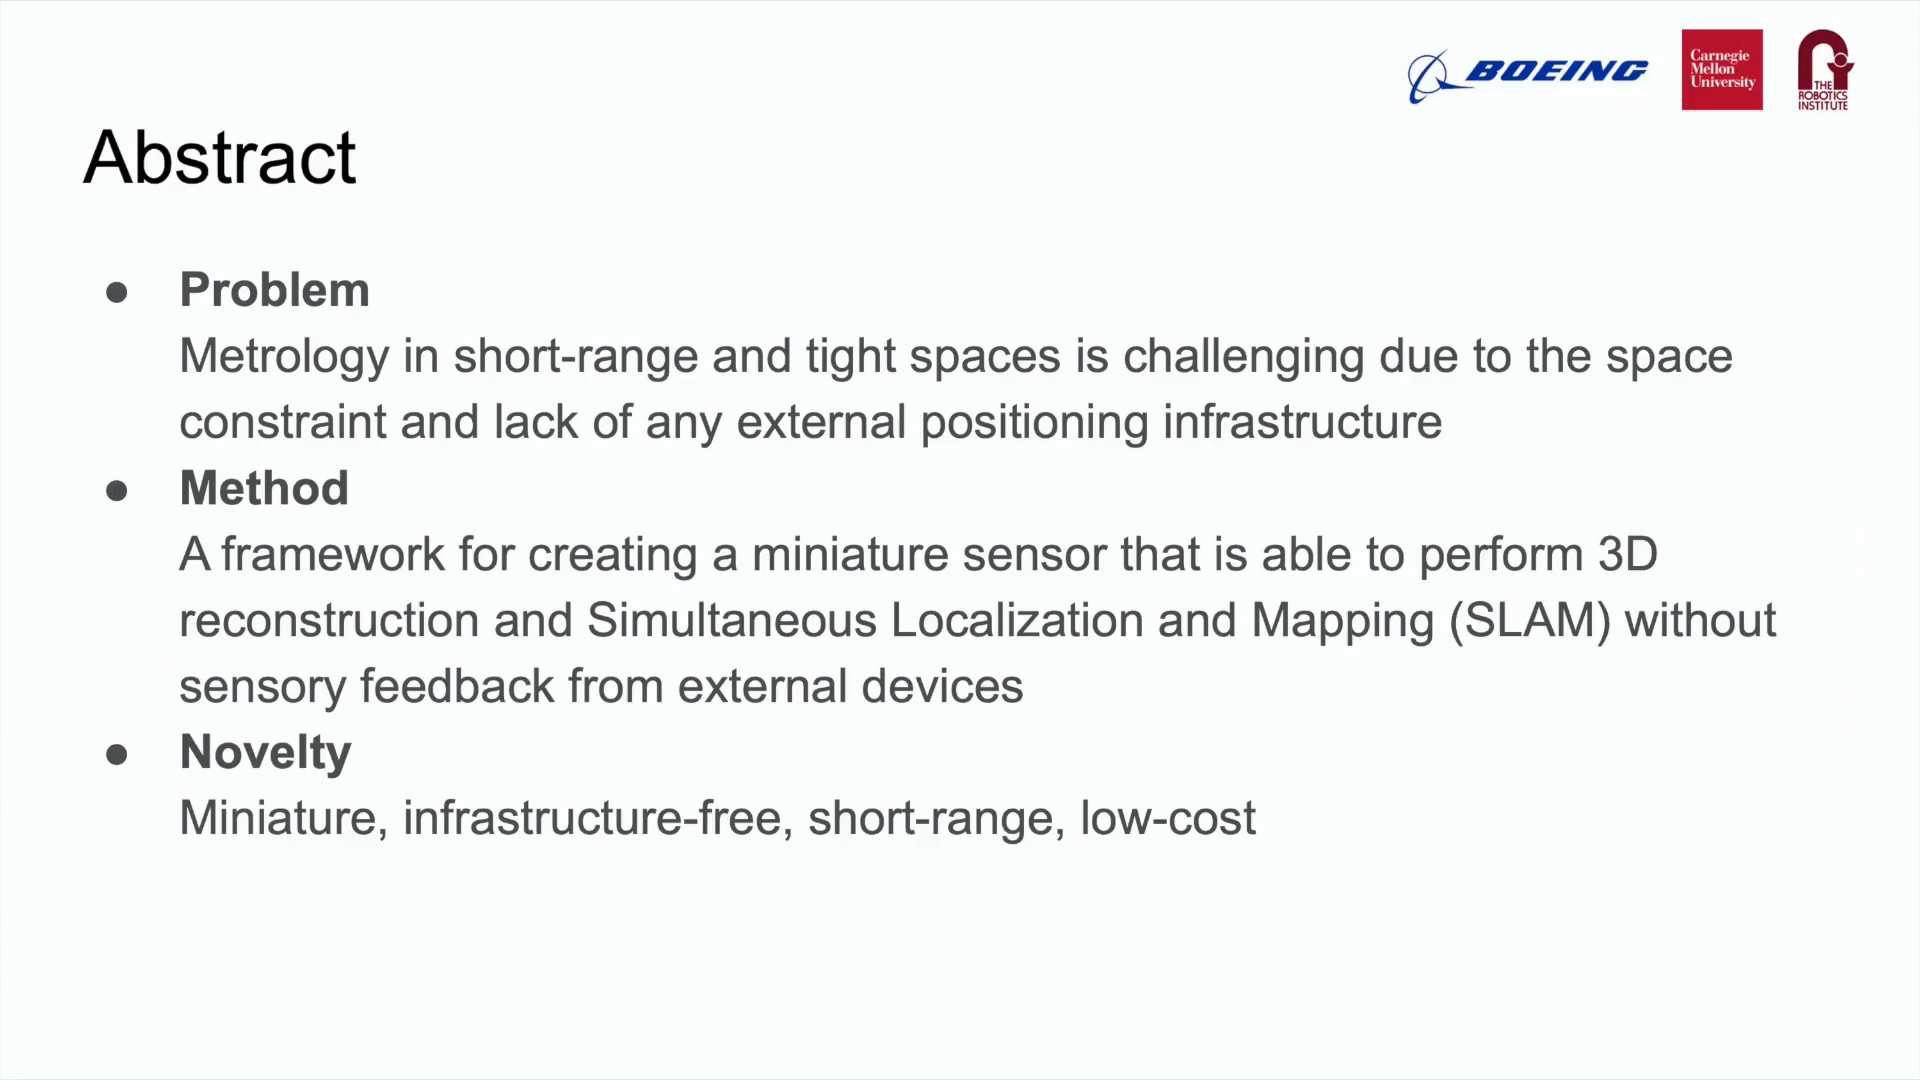 BOEING
Carnegie
Mellon
University
THE
ROBOTICS
INSTITUTE
Abstract
● Problem
Metrology in short-range and tight spaces is challenging due to the space
constraint and lack of any external positioning infrastructure
● Method
A framework for creating a miniature sensor that is able to perform 3D
reconstruction and Simultaneous Localization and Mapping (SLAM) without
sensory feedback from external devices
● Novelty
Miniature, infrastructure-free, short-range, low-cost